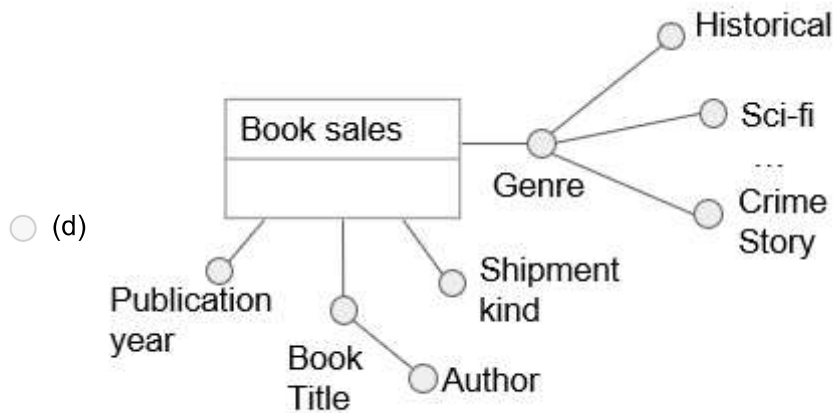 Historical
Book sales
Sci-fi
...
Genre
Crime
Story
(d)
Shipment
kind
Publication
year
Book
Title
Author